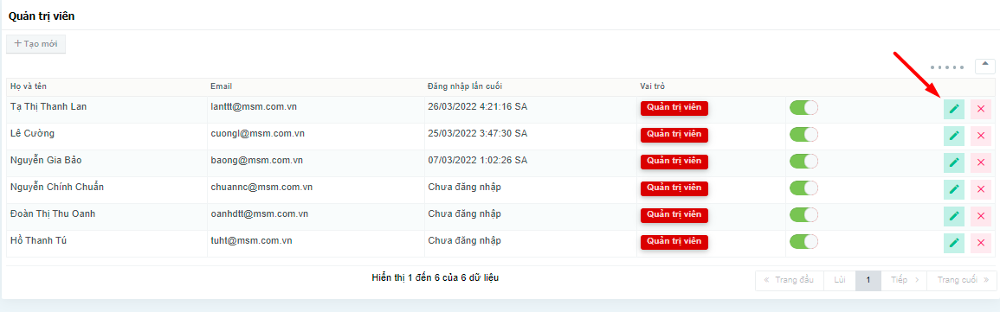 Quản trị viên
+ Tạo mới
Họ và tên Email Đăng nhập lần cuối Vai trò
Tạ Thị Thanh Lan lanttt@msm.com.vn 26/03/2022 4:21:16 SA Quản trị viên
Lê Cường cuongl@msm.com.vn 25/03/2022 3:47:30 SA Quản trị viên
Nguyễn Gia Bảo baong@msm.com.vn 07/03/2022 1:02:26 SA Quản trị viên
Nguyễn Chính Chuẩn chuannc@msm.com.vn Chưa đăng nhập Quản trị viên
Đoàn Thị Thu Oanh oanhdtt@msm.com.vn Chưa đăng nhập Quản trị viên
Hồ Thanh Tú tuht@msm.com.vn Chưa đăng nhập Quản trị viên
Hiển thị 1 đến 6 của 6 dữ liệu « Trang đầu Lùi 1 Tiếp > Trang cuối »